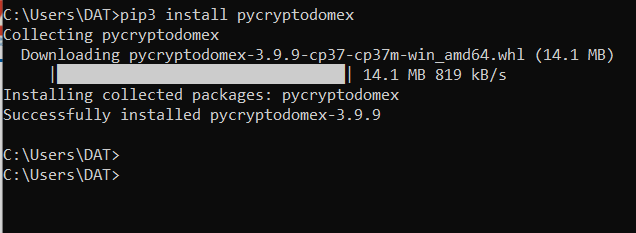 C:\Users\DAT>pip3 install pycryptodomex
Collecting pycryptodomex
  Downloading pycryptodomex-3.9.9-cp37-cp37m-win_amd64.whl (14.1 MB)
     |████████████████████████████████| 14.1 MB 819 kB/s
Installing collected packages: pycryptodomex
Successfully installed pycryptodomex-3.9.9
C:\Users\DAT>
C:\Users\DAT>